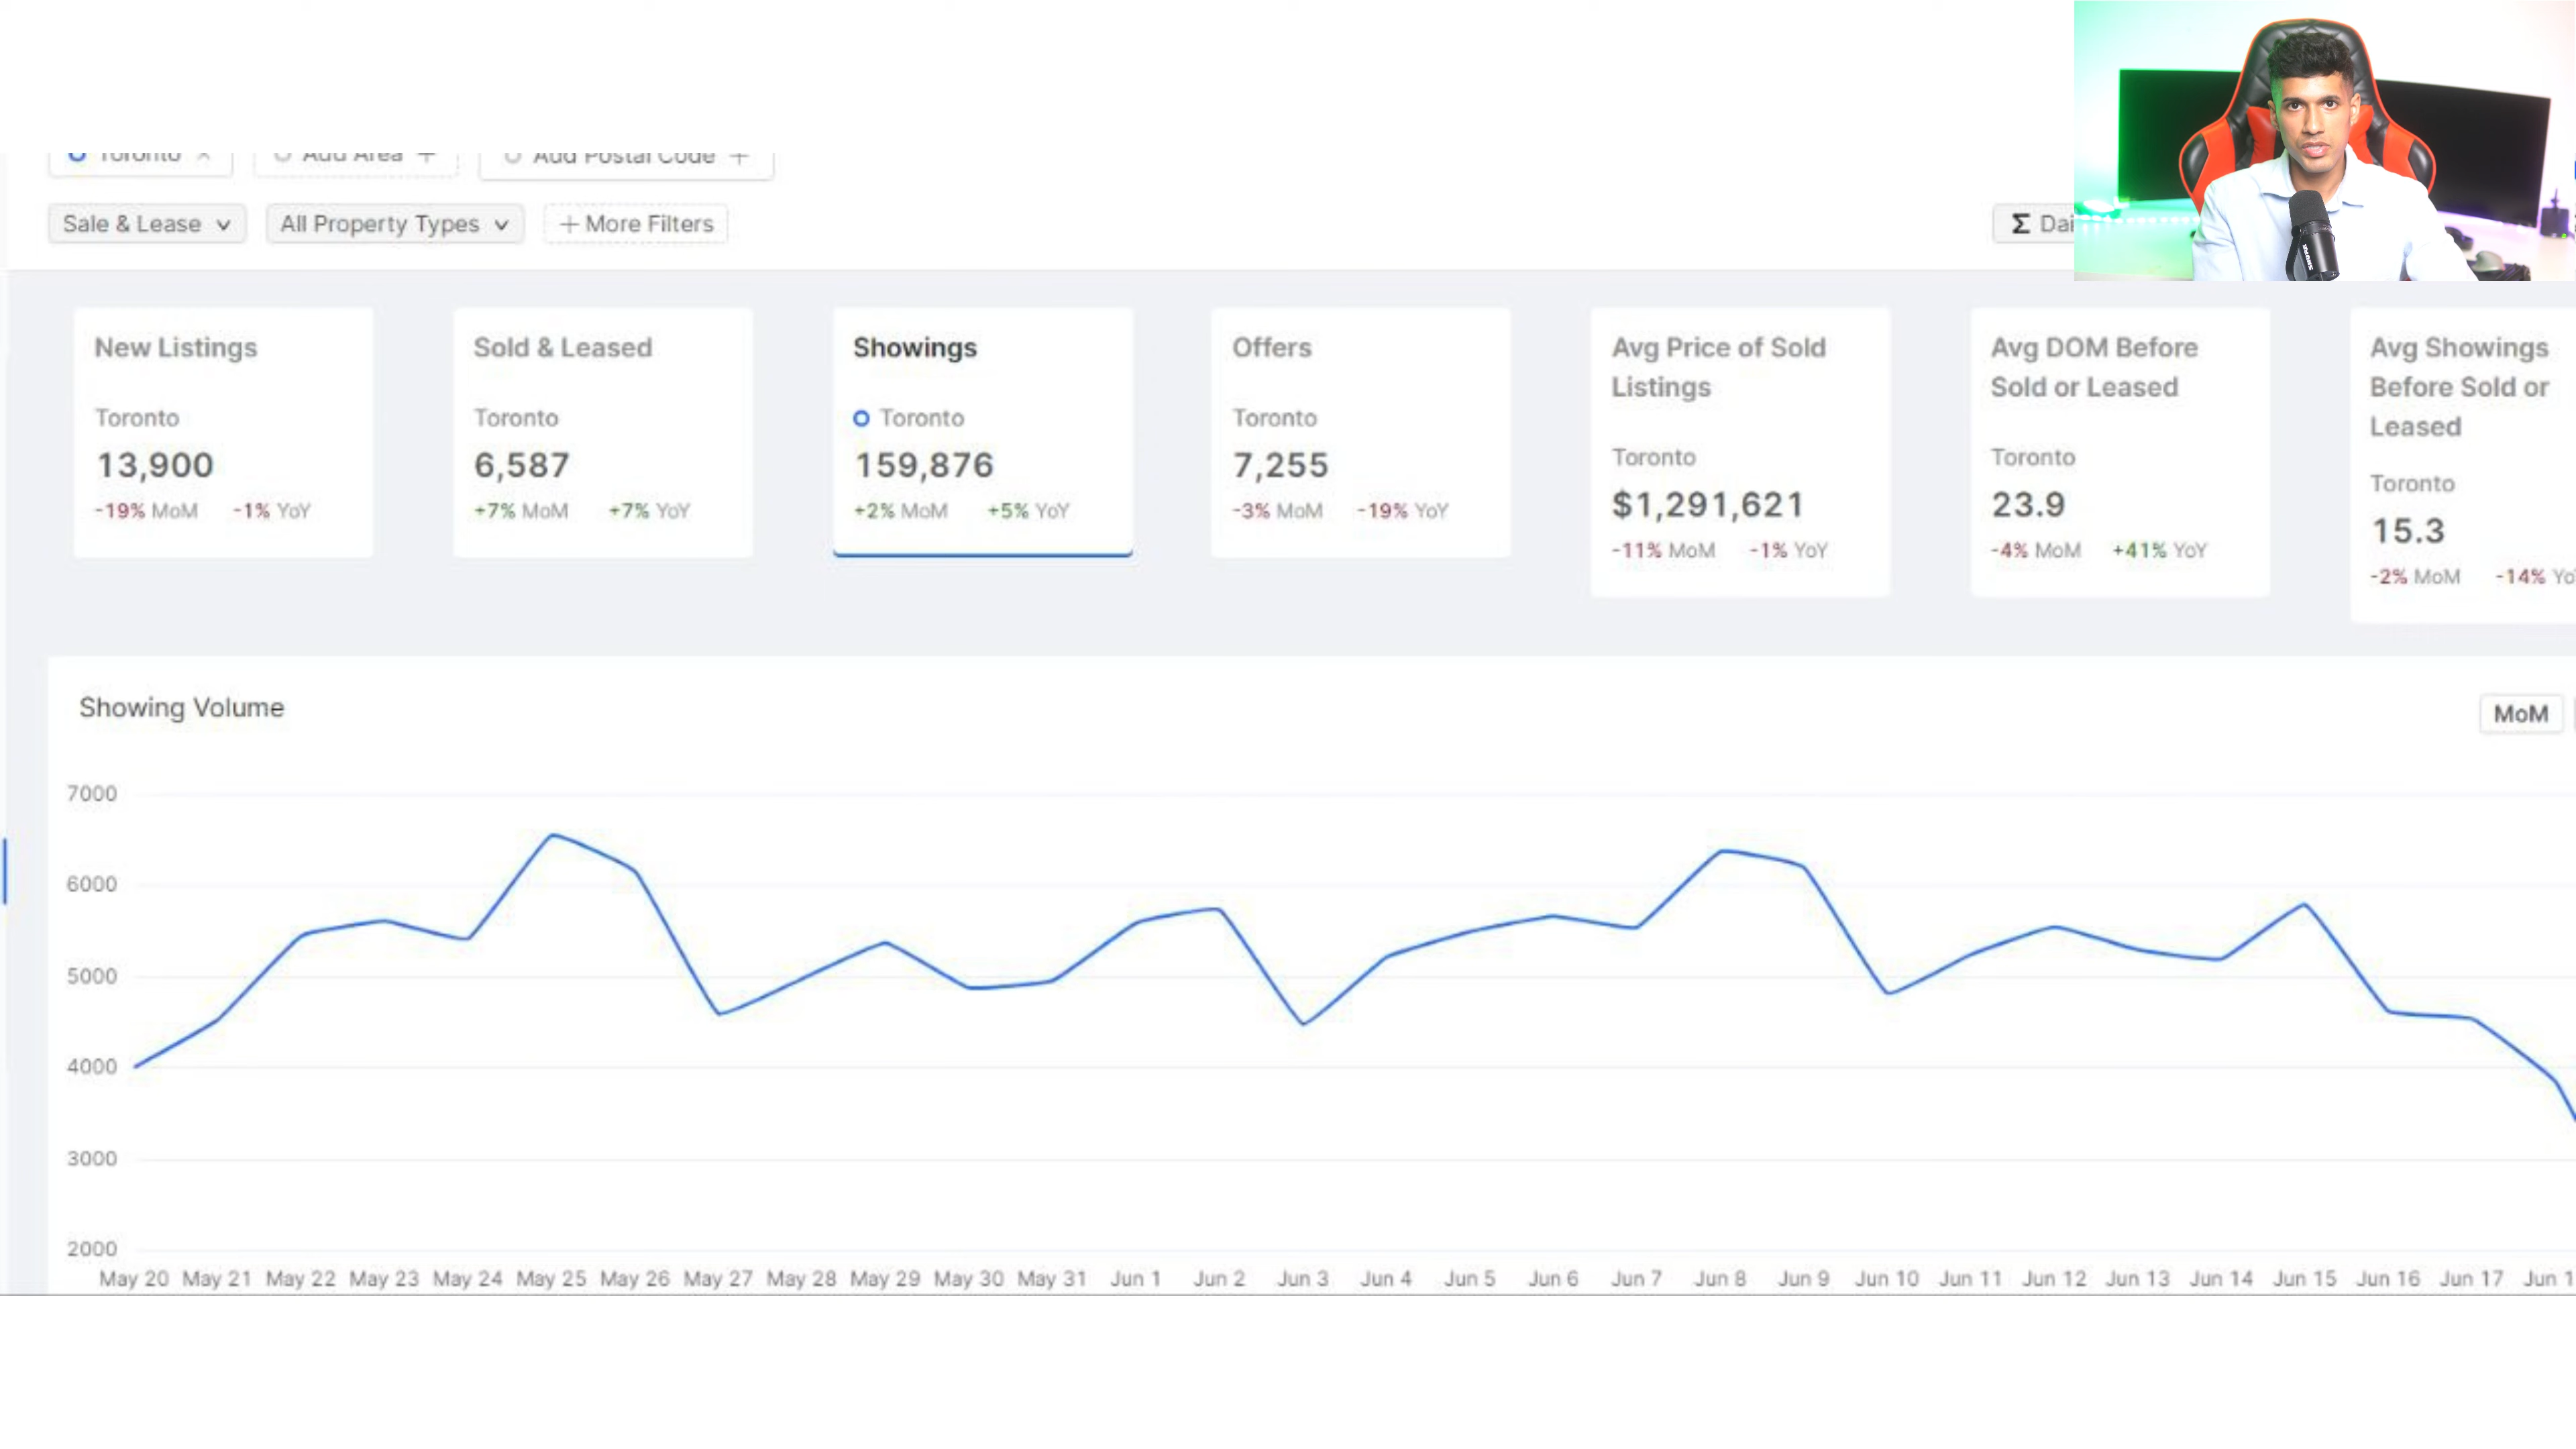 Toronto × Add Area + Add Postal Code +
Sale & Lease All Property Types + More Filters Σ
New Listings
Toronto
13,900
-19% MoM -1% YoY
Sold & Leased
Toronto
6,587
+7% MoM +7% YoY
Showings
Toronto
159,876
+2% MoM +5% YoY
Offers
Toronto
7,255
-3% MoM -19% YoY
Avg Price of Sold
Listings
Toronto
$1,291,621
-11% MoM -1% YoY
Avg DOM Before
Sold or Leased
Toronto
23.9
-4% MoM +41% YoY
Avg Showings
Before Sold or
Leased
Toronto
15.3
-2% MoM -14%
Showing Volume
MoM
7000
6000
5000
4000
3000
2000
May 20 May 21 May 22 May 23 May 24 May 25 May 26 May 27 May 28 May 29 May 30 May 31 Jun 1 Jun 2 Jun 3 Jun 4 Jun 5 Jun 6 Jun 7 Jun 8 Jun 9 Jun 10 Jun 11 Jun 12 Jun 13 Jun 14 Jun 15 Jun 16 Jun 17 Jun